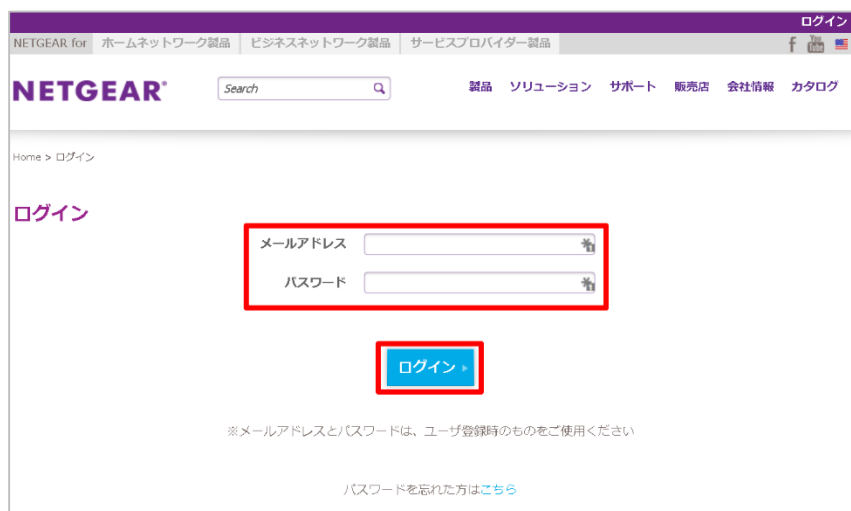 ログイン
NETGEAR for ホームネットワーク製品 ビジネスネットワーク製品 サービスプロバイダー製品 f You Tube
NETGEAR® Search 製品 ソリューション サポート 販売店 会社情報 カタログ
Home > ログイン
ログイン
メールアドレス
パスワード
ログイン
※メールアドレスとパスワードは、ユーザ登録時のものをご使用ください
パスワードを忘れた方はこちら